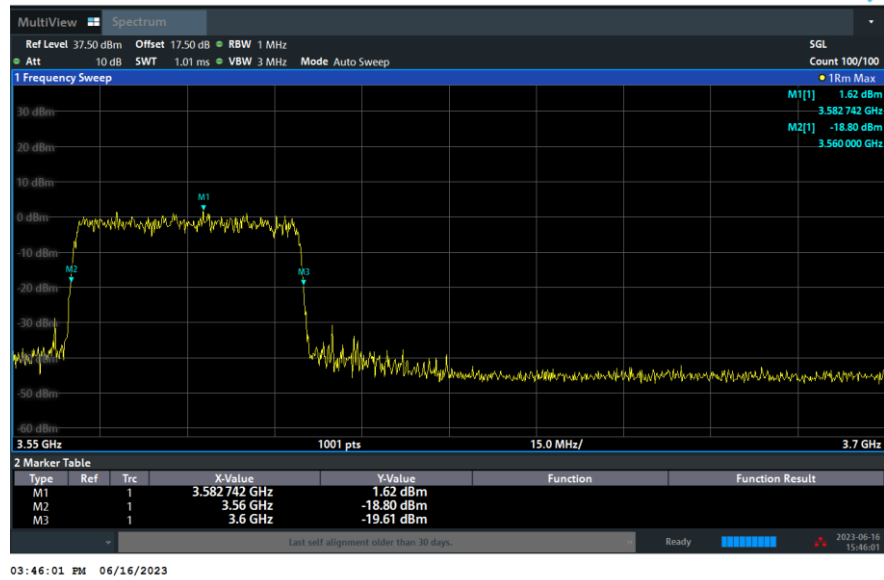 MultiView Spectrum
Ref Level 37.50 dBm Offset 17.50 dB RBW 1 MHz SGL
Att 10 dB SWT 1.01 ms VBW 3 MHz Mode Auto Sweep Count 100/100
1 Frequency Sweep 1Rm Max
M1[1] 1.62 dBm
3.582 742 GHz
M2[1] -18.80 dBm
3.560 000 GHz
30 dBm
20 dBm
10 dBm
M1
0 dBm
-10 dBm
M2
M3
-20 dBm
-30 dBm
-50 dBm
-60 dBm
3.55 GHz 1001 pts 15.0 MHz/ 3.7 GHz
2 Marker Table
Type Ref Trc X-Value Y-Value Function Function Result
M1 1 3.582 742 GHz 1.62 dBm
M2 1 3.56 GHz -18.80 dBm
M3 1 3.6 GHz -19.61 dBm
Last self alignment older than 30 days. Ready 2023-06-16
15:46:01
03:46:01 PM 06/16/2023